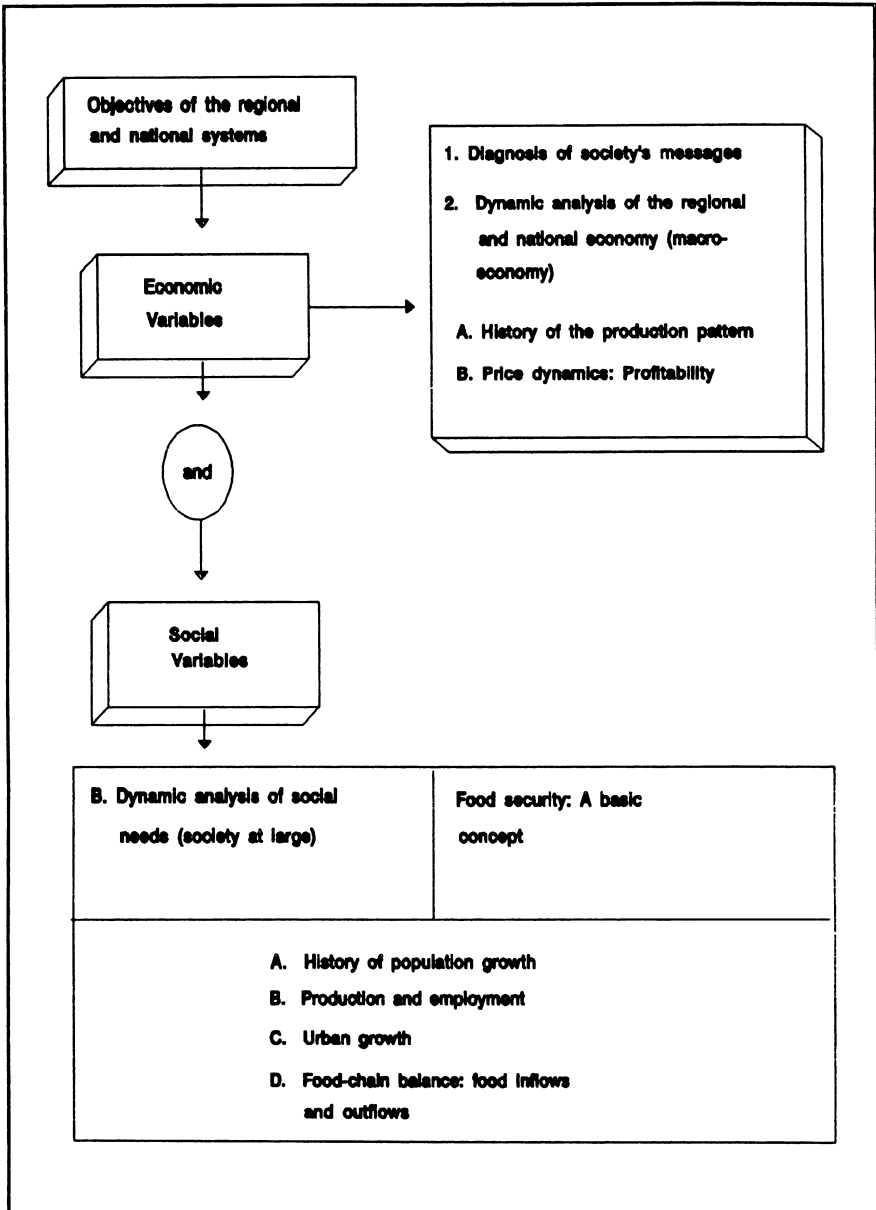 Objectives of the regional
and national systems
1. Diagnosis of society's messages
2. Dynamic analysis of the regional
and national economy (macro-
economy)
A. History of the production pattern
B. Price dynamics: Profitability
Economic
Variables
and
Social
Variables
B. Dynamic analysis of social
needs (society at large)
Food security: A basic
concept
A. History of population growth
B. Production and employment
C. Urban growth
D. Food-chain balance: food inflows
and outflows